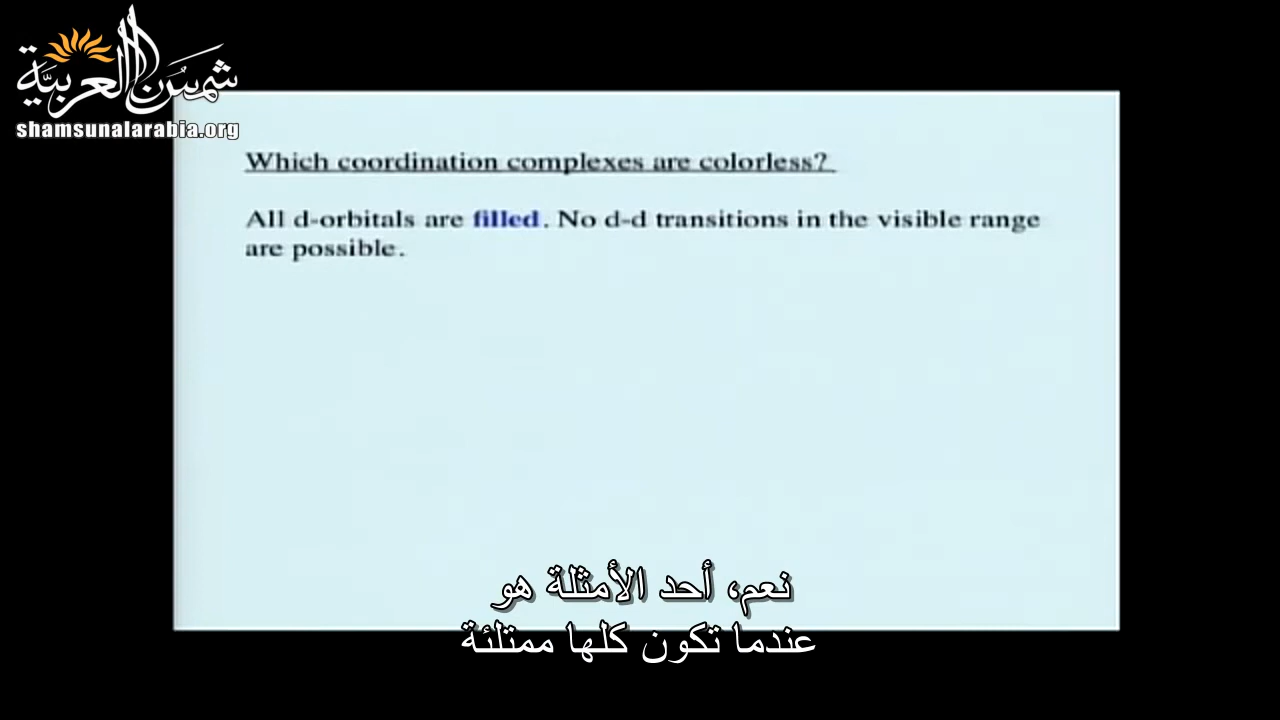 شمس العربية
shamsunalarabia.org
Which coordination complexes are colorless?
All d-orbitals are filled. No d-d transitions in the visible range
are possible.
نعم، أحد الأمثلة هو
عندما تكون كلها ممتلئة